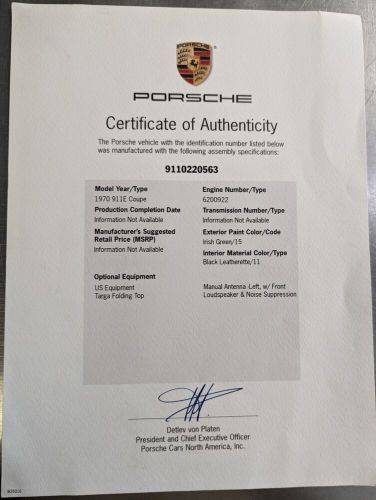 PORSCHE
Certificate of Authenticity
The Porsche vehicle with the identification number listed below
was manufactured with the following assembly specifications:
9110220563
Model Year/Type
1970 911E Coupe
Production Completion Date
Information Not Available
Manufacturer's Suggested
Retail Price (MSRP)
Information Not Available
Engine Number/Type
6200922
Transmission Number/Type
Information Not Available
Exterior Paint Color/Code
Irish Green/15
Interior Material Color/Type
Black Leatherette/11
Optional Equipment
US Equipment
Targa Folding Top
Manual Antenna -Left, w/ Front
Loudspeaker & Noise Suppression
Detlev von Platen
President and Chief Executive Officer
Porsche Cars North America, Inc.